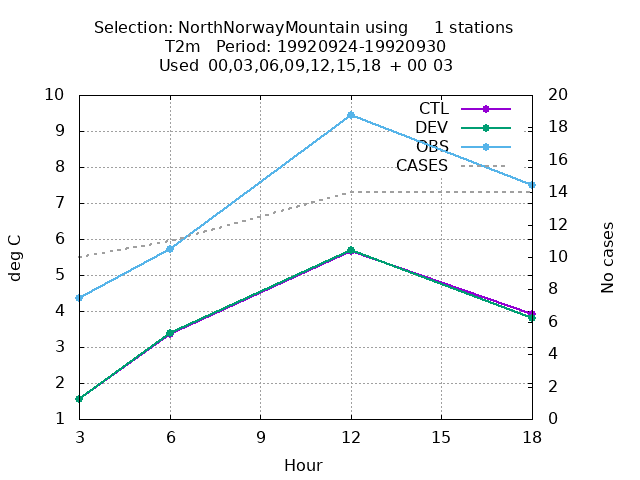 Selection: NorthNorwayMountain using     1 stations
T2m   Period: 19920924-19920930
Used  00,03,06,09,12,15,18  + 00 03
10 20
9 18
8 16
7 14
6 12
5 10
4 8
3 6
2 4
1 2
0
CTL
DEV
OBS
CASES
deg C
No cases
3 6 9 12 15 18
Hour